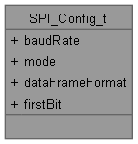 SPI_Config_t
+ baudRate
+ mode
+ dataFrameFormat
+ firstBit